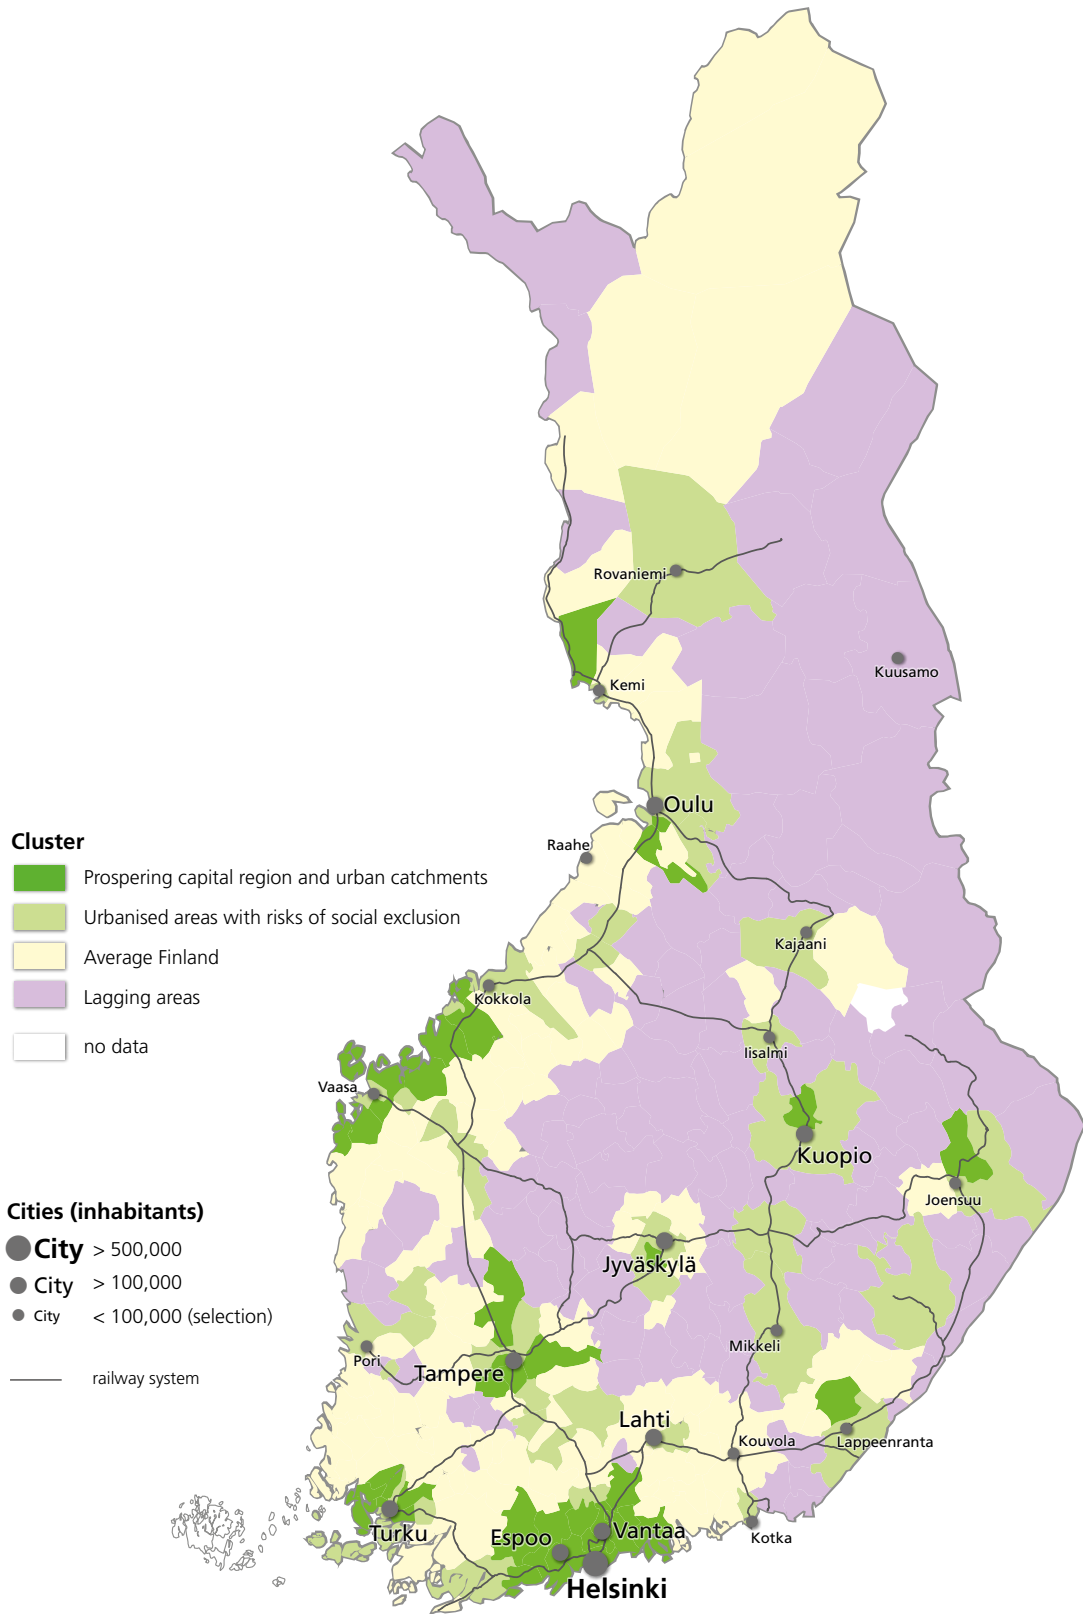 Rovaniemi
Kuusamo
Kemi
Oulu
Raahe
Cluster
Prospering capital region and urban catchments
Urbanised areas with risks of social exclusion
Average Finland
Lagging areas
no data
Kajaani
Kokkola
Iisalmi
Vaasa
Kuopio
Joensuu
Cities (inhabitants)
City > 500,000
City > 100,000
City < 100,000 (selection)
railway system
Jyväskylä
Mikkeli
Pori
Tampere
Lahti
Kouvola
Lappeenranta
Turku
Espoo
Vantaa
Kotka
Helsinki